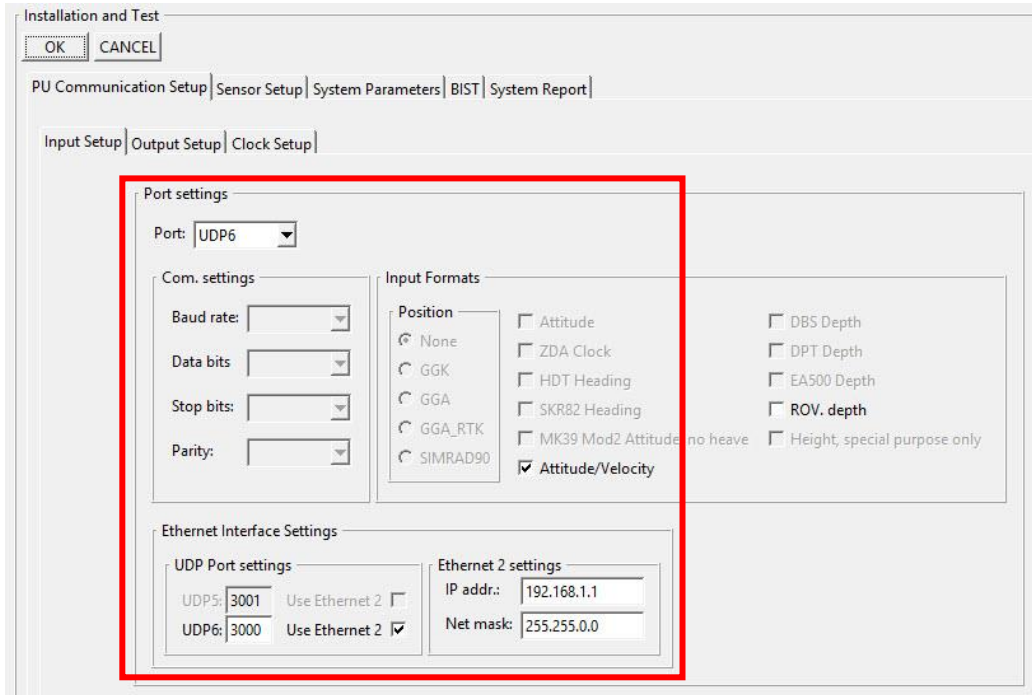 Installation and Test
OK CANCEL
PU Communication Setup Sensor Setup System Parameters BIST System Report
Input Setup Output Setup Clock Setup
Port settings
Port: UDP6
Com. settings
Baud rate:
Data bits
Stop bits:
Parity:
Input Formats
Position
None
GGK
GGA
GGA_RTK
SIMRAD90
Attitude
ZDA Clock
HDT Heading
SKR82 Heading
MK39 Mod2 Attitude, no heave
Attitude/Velocity
DBS Depth
DPT Depth
EA500 Depth
ROV. depth
Height, special purpose only
Ethernet Interface Settings
UDP Port settings
UDP5: 3001 Use Ethernet 2
UDP6: 3000 Use Ethernet 2
Ethernet 2 settings
IP addr.: 192.168.1.1
Net mask: 255.255.0.0